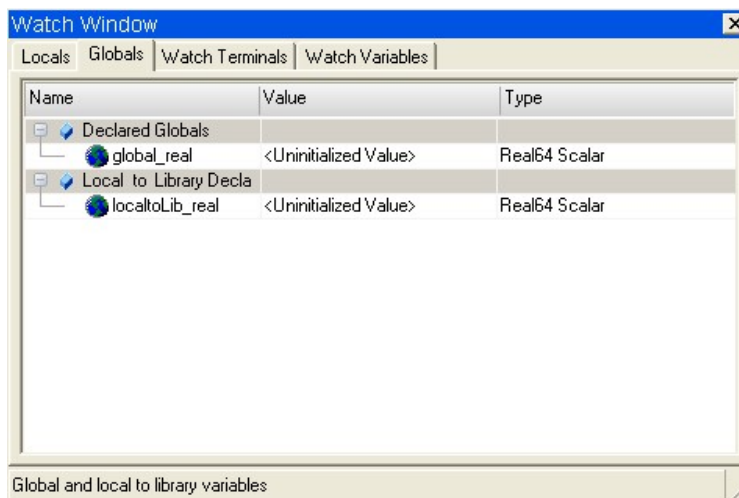 Watch Window
Locals Globals Watch Terminals Watch Variables
Name Value Type
Declared Globals
global_real <Uninitialized Value> Real64 Scalar
Local to Library Decla
localtoLib_real <Uninitialized Value> Real64 Scalar
Global and local to library variables